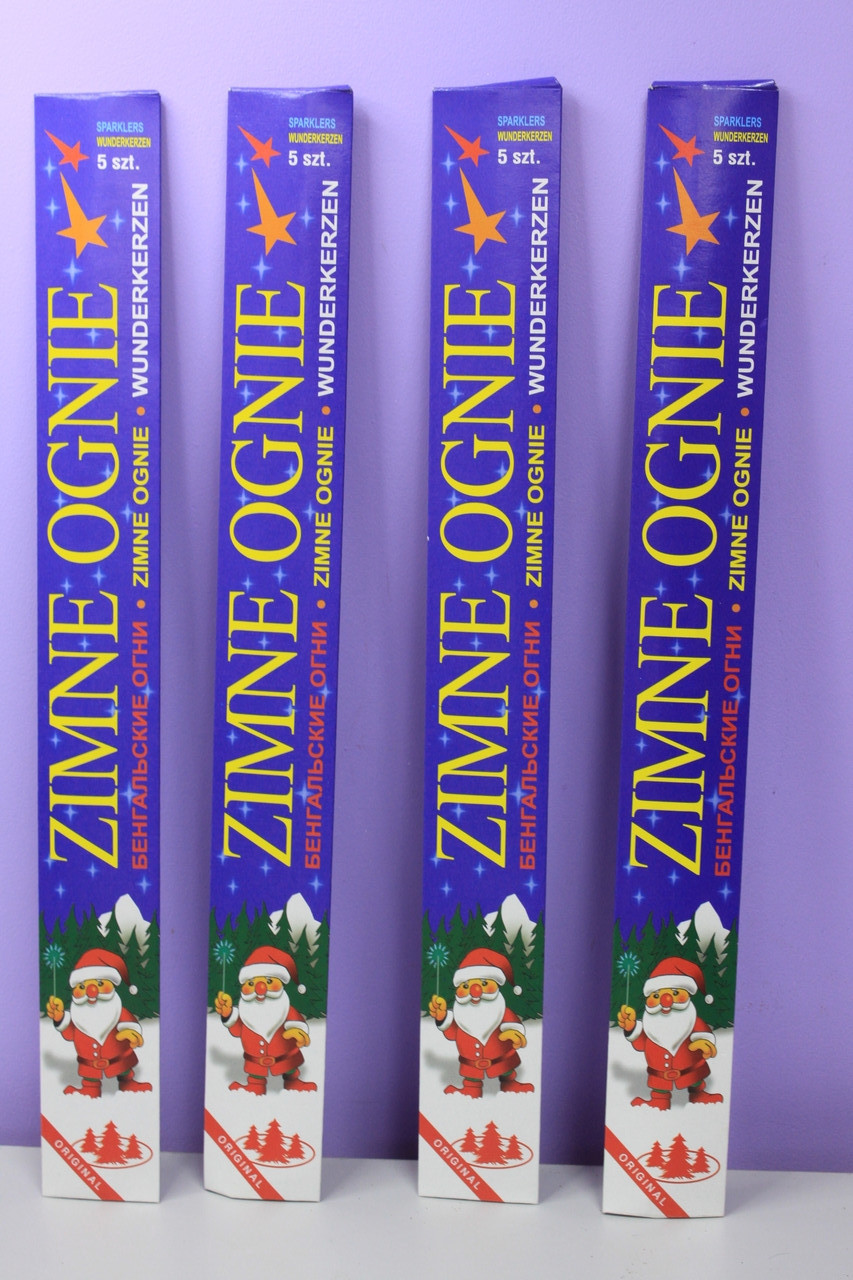 SPARKLERS
WUNDERKERZEN
5 szt.
ZIMNE OGNIE
БЕНГАЛЬСКИЕ ОГНИ • ZIMNE OGNIE • WUNDERKERZEN
ORIGINAL
SPARKLERS
WUNDERKERZEN
5 szt.
ZIMNE OGNIE
БЕНГАЛЬСКИЕ ОГНИ • ZIMNE OGNIE • WUNDERKERZEN
ORIGINAL
SPARKLERS
WUNDERKERZEN
5 szt.
ZIMNE OGNIE
БЕНГАЛЬСКИЕ ОГНИ • ZIMNE OGNIE • WUNDERKERZEN
ORIGINAL
SPARKLERS
WUNDERKERZEN
5 szt.
ZIMNE OGNIE
БЕНГАЛЬСКИЕ ОГНИ • ZIMNE OGNIE • WUNDERKERZEN
ORIGINAL